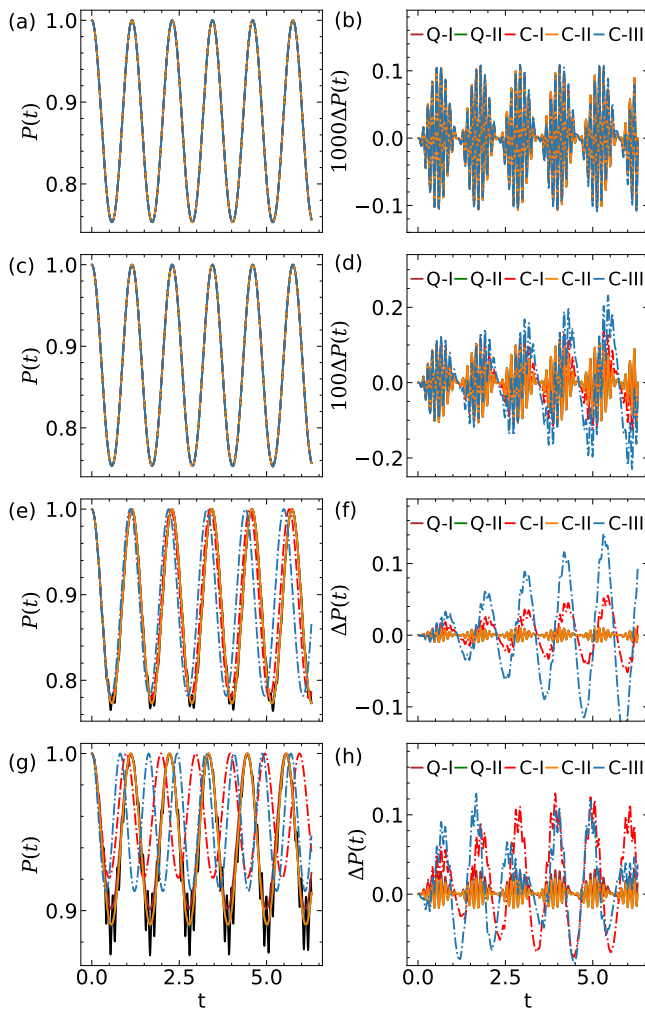 (a)
1.0
0.9
0.8
P(t)
(b)
Q-I Q-II C-I C-II C-III
0.1
0.0
−0.1
1000ΔP(t)
(c)
1.0
0.9
0.8
P(t)
(d)
Q-I Q-II C-I C-II C-III
0.2
0.0
−0.2
100ΔP(t)
(e)
1.0
0.9
0.8
P(t)
(f)
0.1
0.0
−0.1
ΔP(t)
(g)
1.0
0.9
P(t)
0.0 2.5 5.0
t
(h)
Q-I Q-II C-I C-II C-III
0.1
0.0
ΔP(t)
0.0 2.5 5.0
t